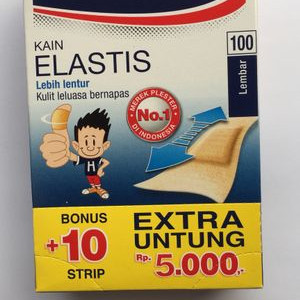 KAIN
ELASTIS
Lebih lentur
Kulit leluasa bernapas
100
Lembar
MEREK PLESTER
No.1
DI INDONESIA
H
BONUS
+10
STRIP
EXTRA
UNTUNG
Rp. 5.000,-